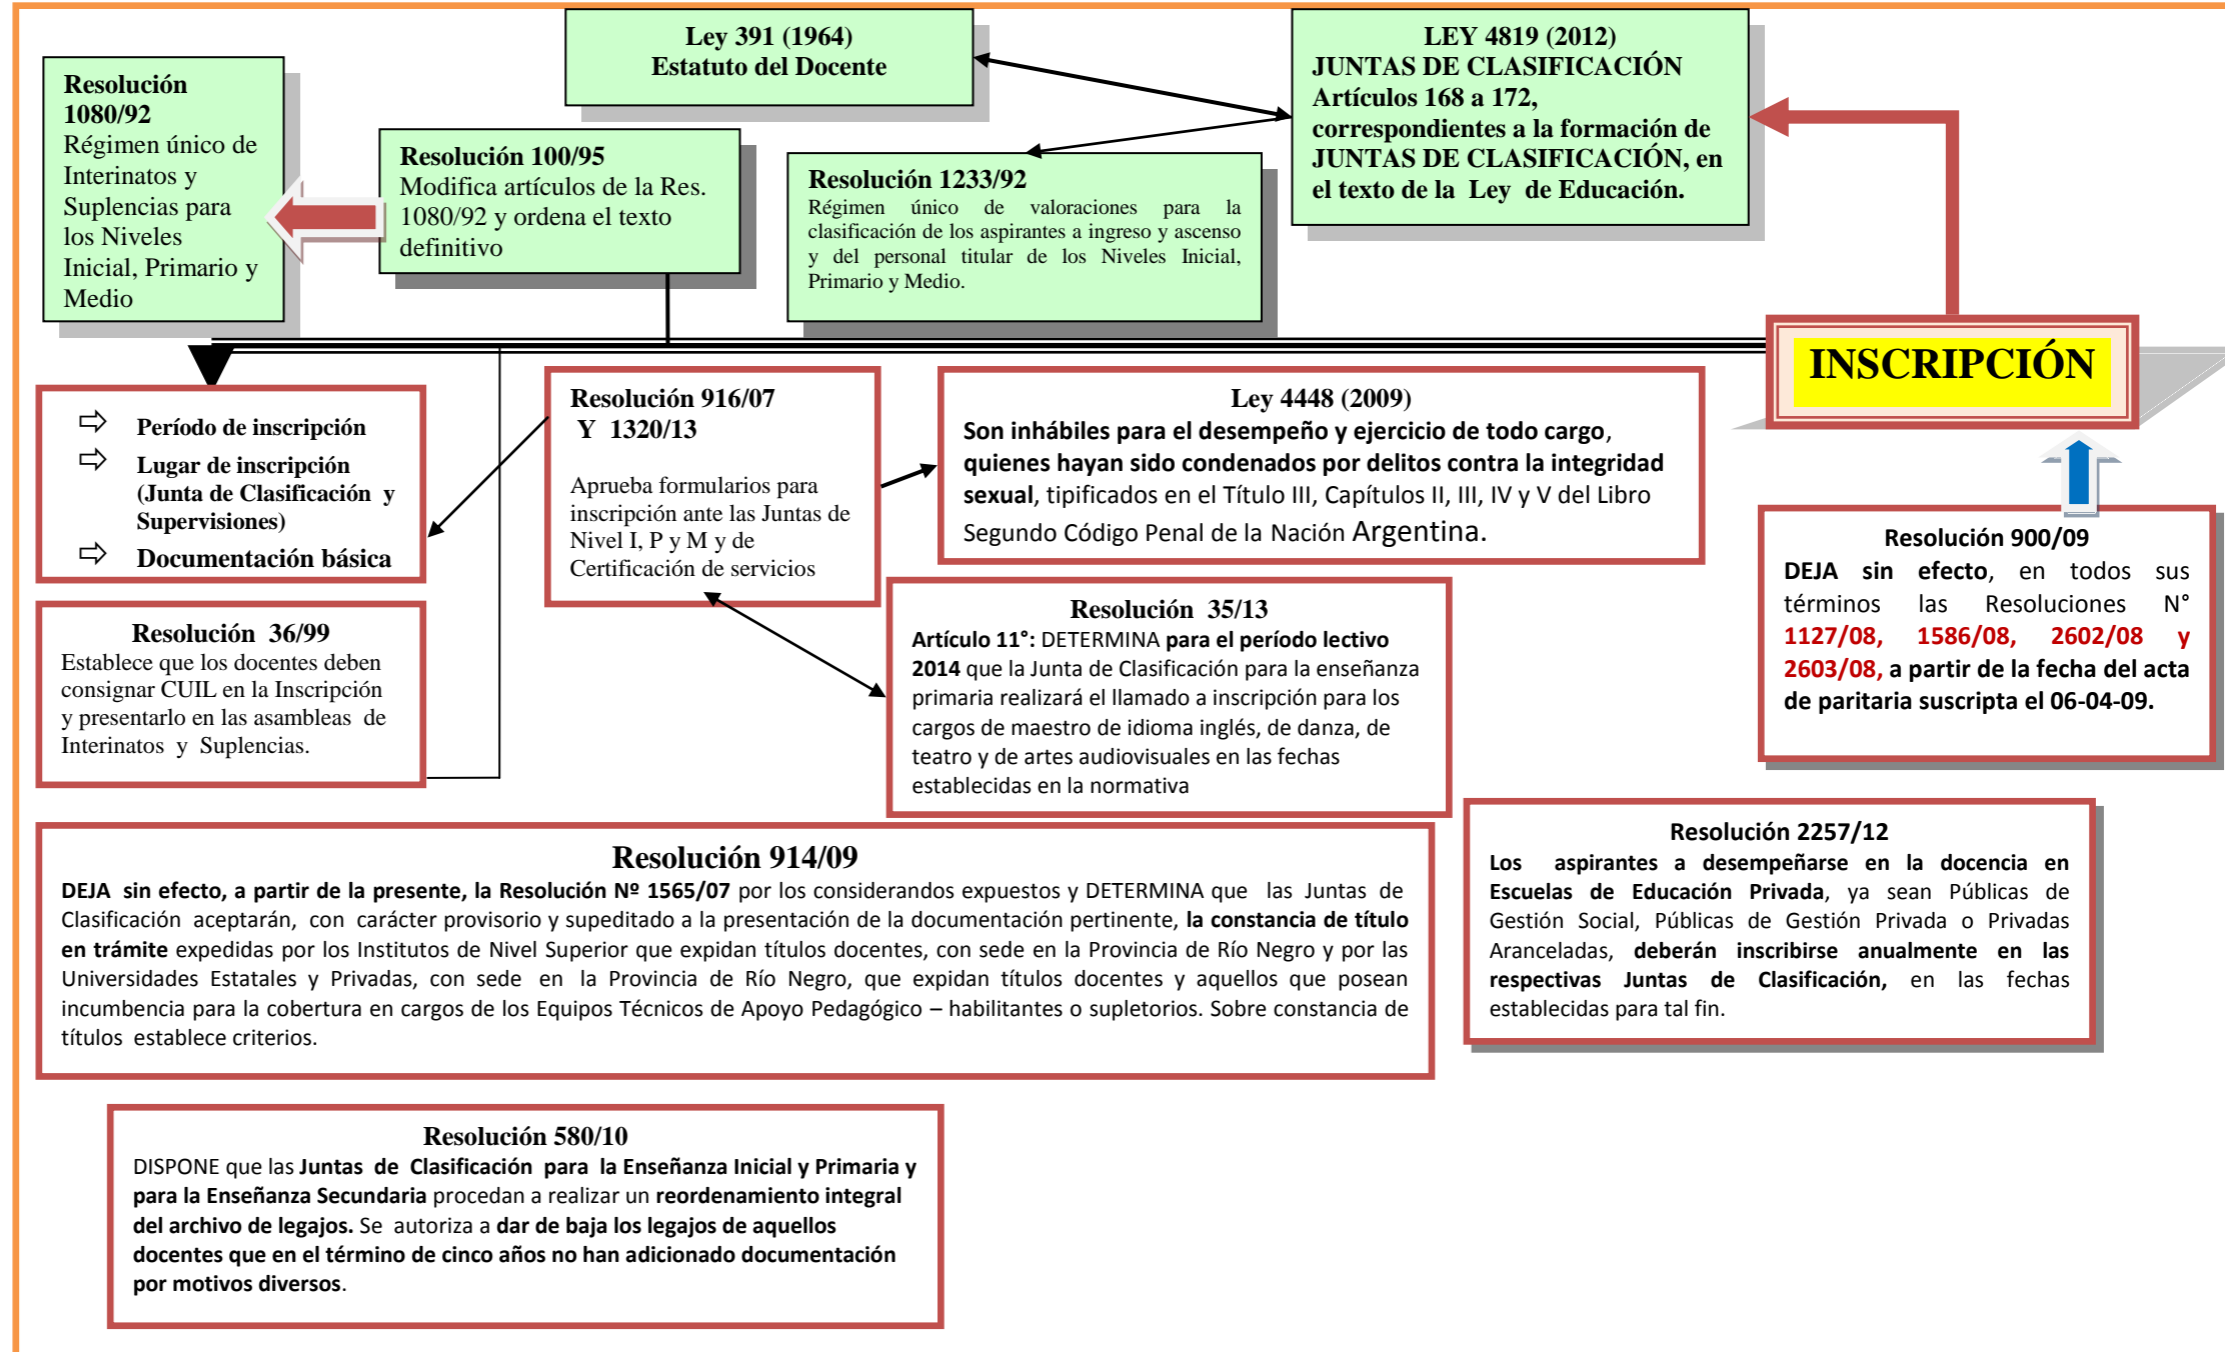 Ley 391 (1964)
Estatuto del Docente
LEY 4819 (2012)
JUNTAS DE CLASIFICACIÓN
Artículos 168 a 172,
correspondientes a la formación de
JUNTAS DE CLASIFICACIÓN, en
el texto de la Ley de Educación.
Resolución
1080/92
Régimen único de
Interinatos y
Suplencias para
los Niveles
Inicial, Primario y
Medio
Resolución 100/95
Modifica artículos de la Res.
1080/92 y ordena el texto
definitivo
Resolución 1233/92
Régimen único de valoraciones para la
clasificación de los aspirantes a ingreso y ascenso
y del personal titular de los Niveles Inicial,
Primario y Medio.
INSCRIPCIÓN
Período de inscripción
Lugar de inscripción
(Junta de Clasificación y
Supervisiones)
Documentación básica
Resolución 916/07
Y 1320/13
Aprueba formularios para
inscripción ante las Juntas de
Nivel I, P y M y de
Certificación de servicios
Ley 4448 (2009)
Son inhábiles para el desempeño y ejercicio de todo cargo,
quienes hayan sido condenados por delitos contra la integridad
sexual, tipificados en el Título III, Capítulos II, III, IV y V del Libro
Segundo Código Penal de la Nación Argentina.
Resolución 900/09
DEJA sin efecto, en todos sus
términos las Resoluciones N°
1127/08, 1586/08, 2602/08 y
2603/08, a partir de la fecha del acta
de paritaria suscripta el 06-04-09.
Resolución 36/99
Establece que los docentes deben
consignar CUIL en la Inscripción
y presentarlo en las asambleas de
Interinatos y Suplencias.
Resolución 35/13
Artículo 11°: DETERMINA para el período lectivo
2014 que la Junta de Clasificación para la enseñanza
primaria realizará el llamado a inscripción para los
cargos de maestro de idioma inglés, de danza, de
teatro y de artes audiovisuales en las fechas
establecidas en la normativa
Resolución 914/09
DEJA sin efecto, a partir de la presente, la Resolución Nº 1565/07 por los considerandos expuestos y DETERMINA que las Juntas de
Clasificación aceptarán, con carácter provisorio y supeditado a la presentación de la documentación pertinente, la constancia de título
en trámite expedidas por los Institutos de Nivel Superior que expidan títulos docentes, con sede en la Provincia de Río Negro y por las
Universidades Estatales y Privadas, con sede en la Provincia de Río Negro, que expidan títulos docentes y aquellos que posean
incumbencia para la cobertura en cargos de los Equipos Técnicos de Apoyo Pedagógico – habilitantes o supletorios. Sobre constancia de
títulos establece criterios.
Resolución 2257/12
Los aspirantes a desempeñarse en la docencia en
Escuelas de Educación Privada, ya sean Públicas de
Gestión Social, Públicas de Gestión Privada o Privadas
Aranceladas, deberán inscribirse anualmente en las
respectivas Juntas de Clasificación, en las fechas
establecidas para tal fin.
Resolución 580/10
DISPONE que las Juntas de Clasificación para la Enseñanza Inicial y Primaria y
para la Enseñanza Secundaria procedan a realizar un reordenamiento integral
del archivo de legajos. Se autoriza a dar de baja los legajos de aquellos
docentes que en el término de cinco años no han adicionado documentación
por motivos diversos.